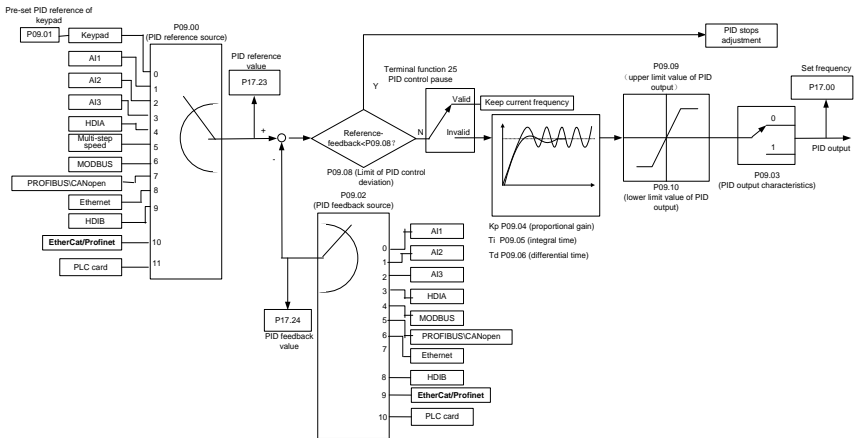 Pre-set PID reference of
keypad
P09.01
Keypad
AI1
AI2
AI3
HDIA
Multi-step
speed
MODBUS
PROFIBUS\CANopen
Ethernet
HDIB
EtherCat/Profinet
PLC card
P09.00
(PID reference source)
0
1
2
3
4
5
6
7
8
9
10
11
PID reference
value
P17.23
+
-
Reference-
feedback<P09.08?
P09.08 (Limit of PID control
deviation)
Y
N
Terminal function 25
PID control pause
Valid
Invalid
Keep current frequency
PID stops
adjustment
Kp P09.04 (proportional gain)
Ti P09.05 (integral time)
Td P09.06 (differential time)
P09.09
(upper limit value of PID
output)
P09.10
(lower limit value of PID
output)
0
1
P09.03
(PID output characteristics)
Set frequency
P17.00
PID output
P09.02
(PID feedback source)
P17.24
PID feedback
value
0
1
2
3
4
5
6
7
8
9
10
AI1
AI2
AI3
HDIA
MODBUS
PROFIBUS\CANopen
Ethernet
HDIB
EtherCat/Profinet
PLC card